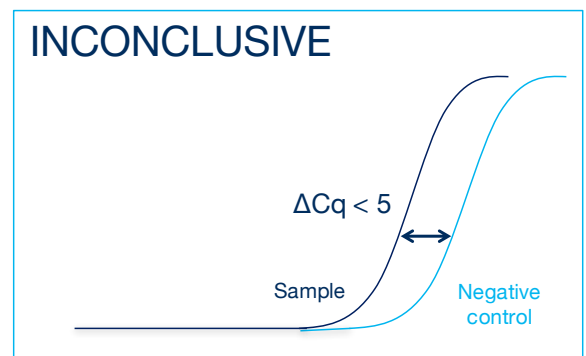 INCONCLUSIVE
ΔCq < 5
Sample
Negative
control